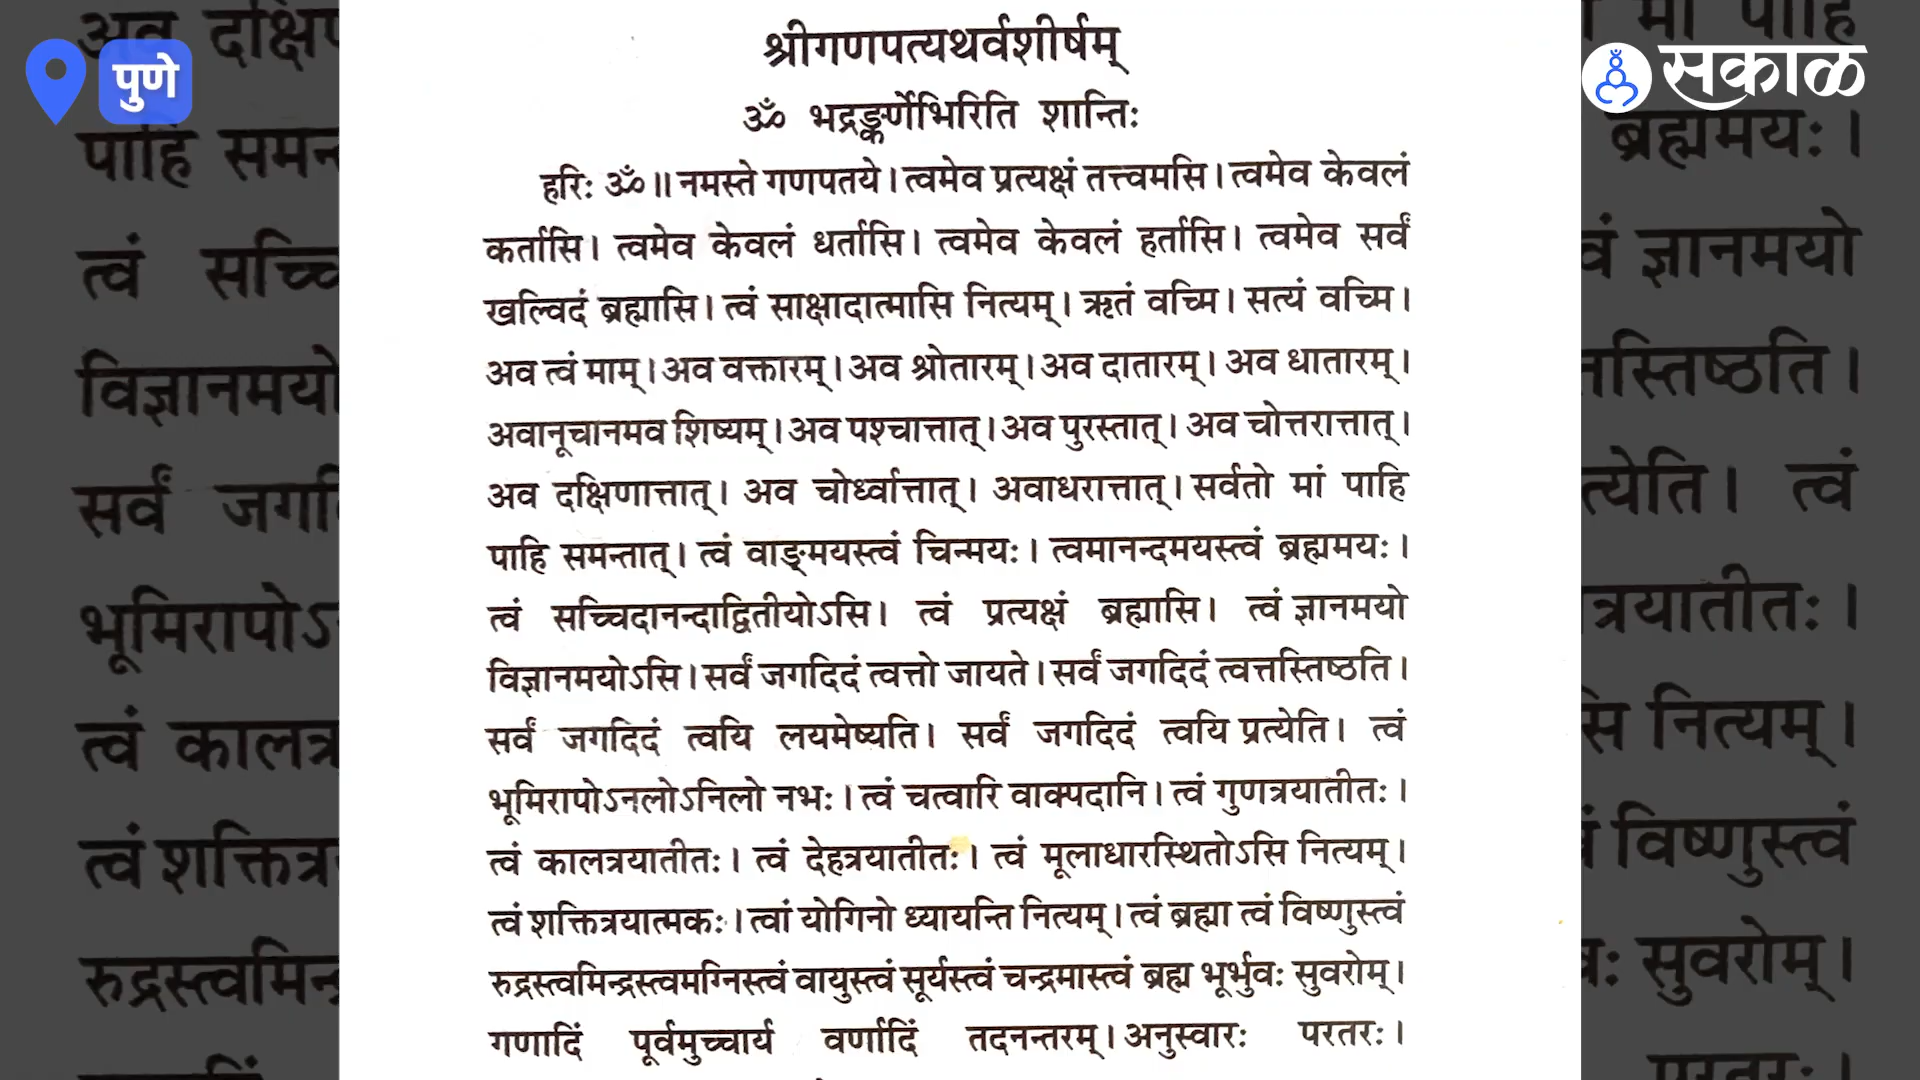 पुणे
सकाळ
श्रीगणपत्यथर्वशीर्षम्
ॐ भद्रङ्कर्णेभिरिति शान्तिः
हरिः ॐ॥ नमस्ते गणपतये। त्वमेव प्रत्यक्षं तत्त्वमसि। त्वमेव केवलं
कर्तासि। त्वमेव केवलं धर्तासि। त्वमेव केवलं हर्तासि। त्वमेव सर्वं
खल्विदं ब्रह्मासि। त्वं साक्षादात्मासि नित्यम्। ऋतं वच्मि। सत्यं वच्मि।
अव त्वं माम्। अव वक्तारम्। अव श्रोतारम्। अव दातारम्। अव धातारम्।
अवानूचानमव शिष्यम्। अव पश्चात्तात्। अव पुरस्तात्। अव चोत्तरात्तात्।
अव दक्षिणात्तात्। अव चोर्ध्वात्तात्। अवाधरात्तात्। सर्वतो मां पाहि
पाहि समन्तात्। त्वं वाङ्मयस्त्वं चिन्मयः। त्वमानन्दमयस्त्वं ब्रह्ममयः।
त्वं सच्चिदानन्दाद्वितीयोऽसि। त्वं प्रत्यक्षं ब्रह्मासि। त्वं ज्ञानमयो
विज्ञानमयोऽसि। सर्वं जगदिदं त्वत्तो जायते। सर्वं जगदिदं त्वत्तस्तिष्ठति।
सर्वं जगदिदं त्वयि लयमेष्यति। सर्वं जगदिदं त्वयि प्रत्येति। त्वं
भूमिरापोऽनलोऽनिलो नभः। त्वं चत्वारि वाक्पदानि। त्वं गुणत्रयातीतः।
त्वं कालत्रयातीतः। त्वं देहत्रयातीतः। त्वं मूलाधारस्थितोऽसि नित्यम्।
त्वं शक्तित्रयात्मकः। त्वां योगिनो ध्यायन्ति नित्यम्। त्वं ब्रह्मा त्वं विष्णुस्त्वं
रुद्रस्त्वमिन्द्रस्त्वमग्निस्त्वं वायुस्त्वं सूर्यस्त्वं चन्द्रमास्त्वं ब्रह्म भूर्भुवः सुवरोम्।
गणादिं पूर्वमुच्चार्य वर्णादिं तदनन्तरम्। अनुस्वारः परतरः।